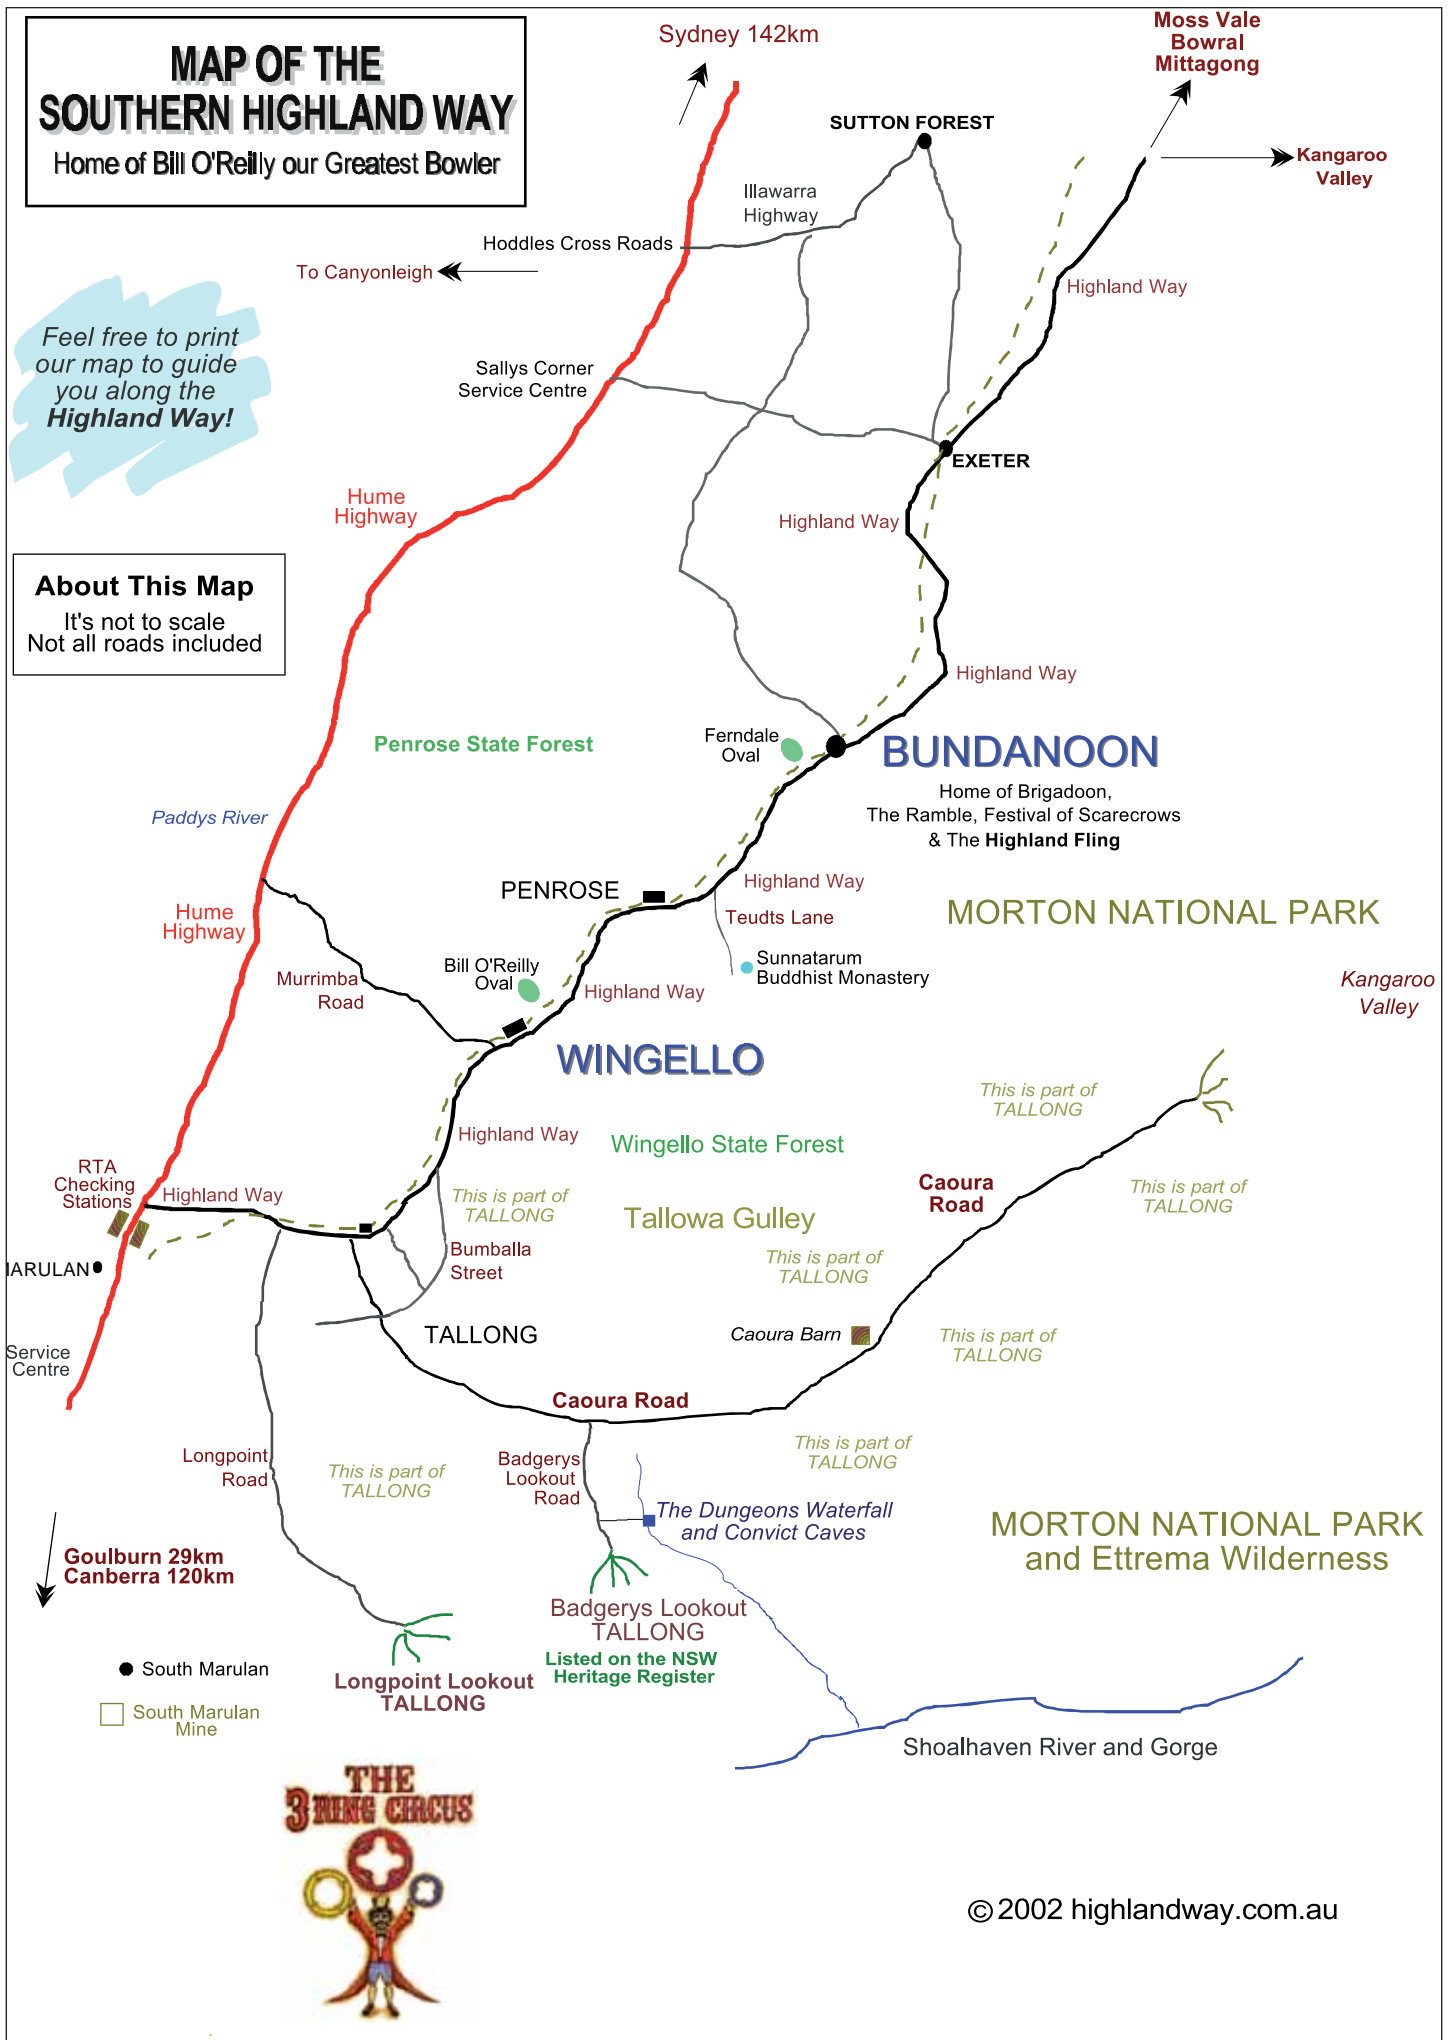 MAP OF THE
SOUTHERN HIGHLAND WAY
Home of Bill O'Reilly our Greatest Bowler
Sydney 142km
Moss Vale
Bowral
Mittagong
SUTTON FOREST
Kangaroo
Valley
Illawarra
Highway
Hoddles Cross Roads
To Canyonleigh
Highland Way
Feel free to print
our map to guide
you along the
Highland Way!
Sallys Corner
Service Centre
EXETER
Hume
Highway
Highland Way
About This Map
It's not to scale
Not all roads included
Highland Way
Penrose State Forest
Ferndale
Oval
BUNDANOON
Home of Brigadoon,
The Ramble, Festival of Scarecrows
& The Highland Fling
Paddys River
PENROSE
Highland Way
Teudts Lane
MORTON NATIONAL PARK
Hume
Highway
Sunnatarum
Buddhist Monastery
Bill O'Reilly
Oval
Murrimba
Road
Highland Way
Kangaroo
Valley
WINGELLO
This is part of
TALLONG
Highland Way
Wingello State Forest
RTA
Checking
Stations
Highland Way
This is part of
TALLONG
Tallowa Gulley
Caoura
Road
This is part of
TALLONG
Bumballa
Street
This is part of
TALLONG
IARULAN
TALLONG
Caoura Barn
This is part of
TALLONG
Service
Centre
Caoura Road
Longpoint
Road
This is part of
TALLONG
Badgerys
Lookout
Road
This is part of
TALLONG
The Dungeons Waterfall
and Convict Caves
MORTON NATIONAL PARK
and Ettrema Wilderness
Goulburn 29km
Canberra 120km
Badgerys Lookout
TALLONG
Listed on the NSW
Heritage Register
South Marulan
Longpoint Lookout
TALLONG
South Marulan
Mine
Shoalhaven River and Gorge
THE
3 RING CIRCUS
© 2002 highlandway.com.au